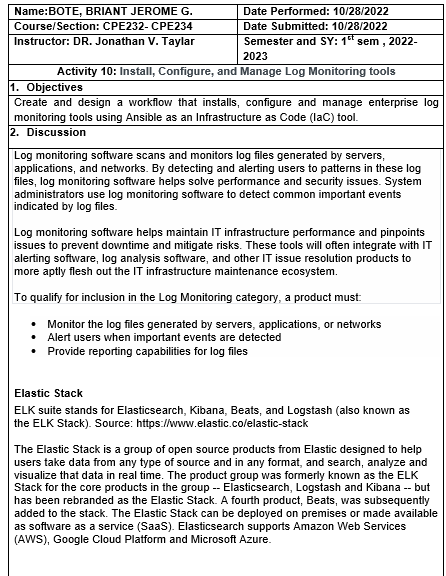 Name:BOTE, BRIANT JEROME G. Date Performed: 10/28/2022
Course/Section: CPE232- CPE234 Date Submitted: 10/28/2022
Instructor: DR. Jonathan V. Taylar Semester and SY: 1st sem , 2022-
2023
Activity 10: Install, Configure, and Manage Log Monitoring tools
1. Objectives
Create and design a workflow that installs, configure and manage enterprise log
monitoring tools using Ansible as an Infrastructure as Code (IaC) tool.
2. Discussion
Log monitoring software scans and monitors log files generated by servers,
applications, and networks. By detecting and alerting users to patterns in these log
files, log monitoring software helps solve performance and security issues. System
administrators use log monitoring software to detect common important events
indicated by log files.
Log monitoring software helps maintain IT infrastructure performance and pinpoints
issues to prevent downtime and mitigate risks. These tools will often integrate with IT
alerting software, log analysis software, and other IT issue resolution products to
more aptly flesh out the IT infrastructure maintenance ecosystem.
To qualify for inclusion in the Log Monitoring category, a product must:
• Monitor the log files generated by servers, applications, or networks
• Alert users when important events are detected
• Provide reporting capabilities for log files
Elastic Stack
ELK suite stands for Elasticsearch, Kibana, Beats, and Logstash (also known as
the ELK Stack). Source: https://www.elastic.co/elastic-stack
The Elastic Stack is a group of open source products from Elastic designed to help
users take data from any type of source and in any format, and search, analyze and
visualize that data in real time. The product group was formerly known as the ELK
Stack for the core products in the group -- Elasticsearch, Logstash and Kibana -- but
has been rebranded as the Elastic Stack. A fourth product, Beats, was subsequently
added to the stack. The Elastic Stack can be deployed on premises or made available
as software as a service (SaaS). Elasticsearch supports Amazon Web Services
(AWS), Google Cloud Platform and Microsoft Azure.